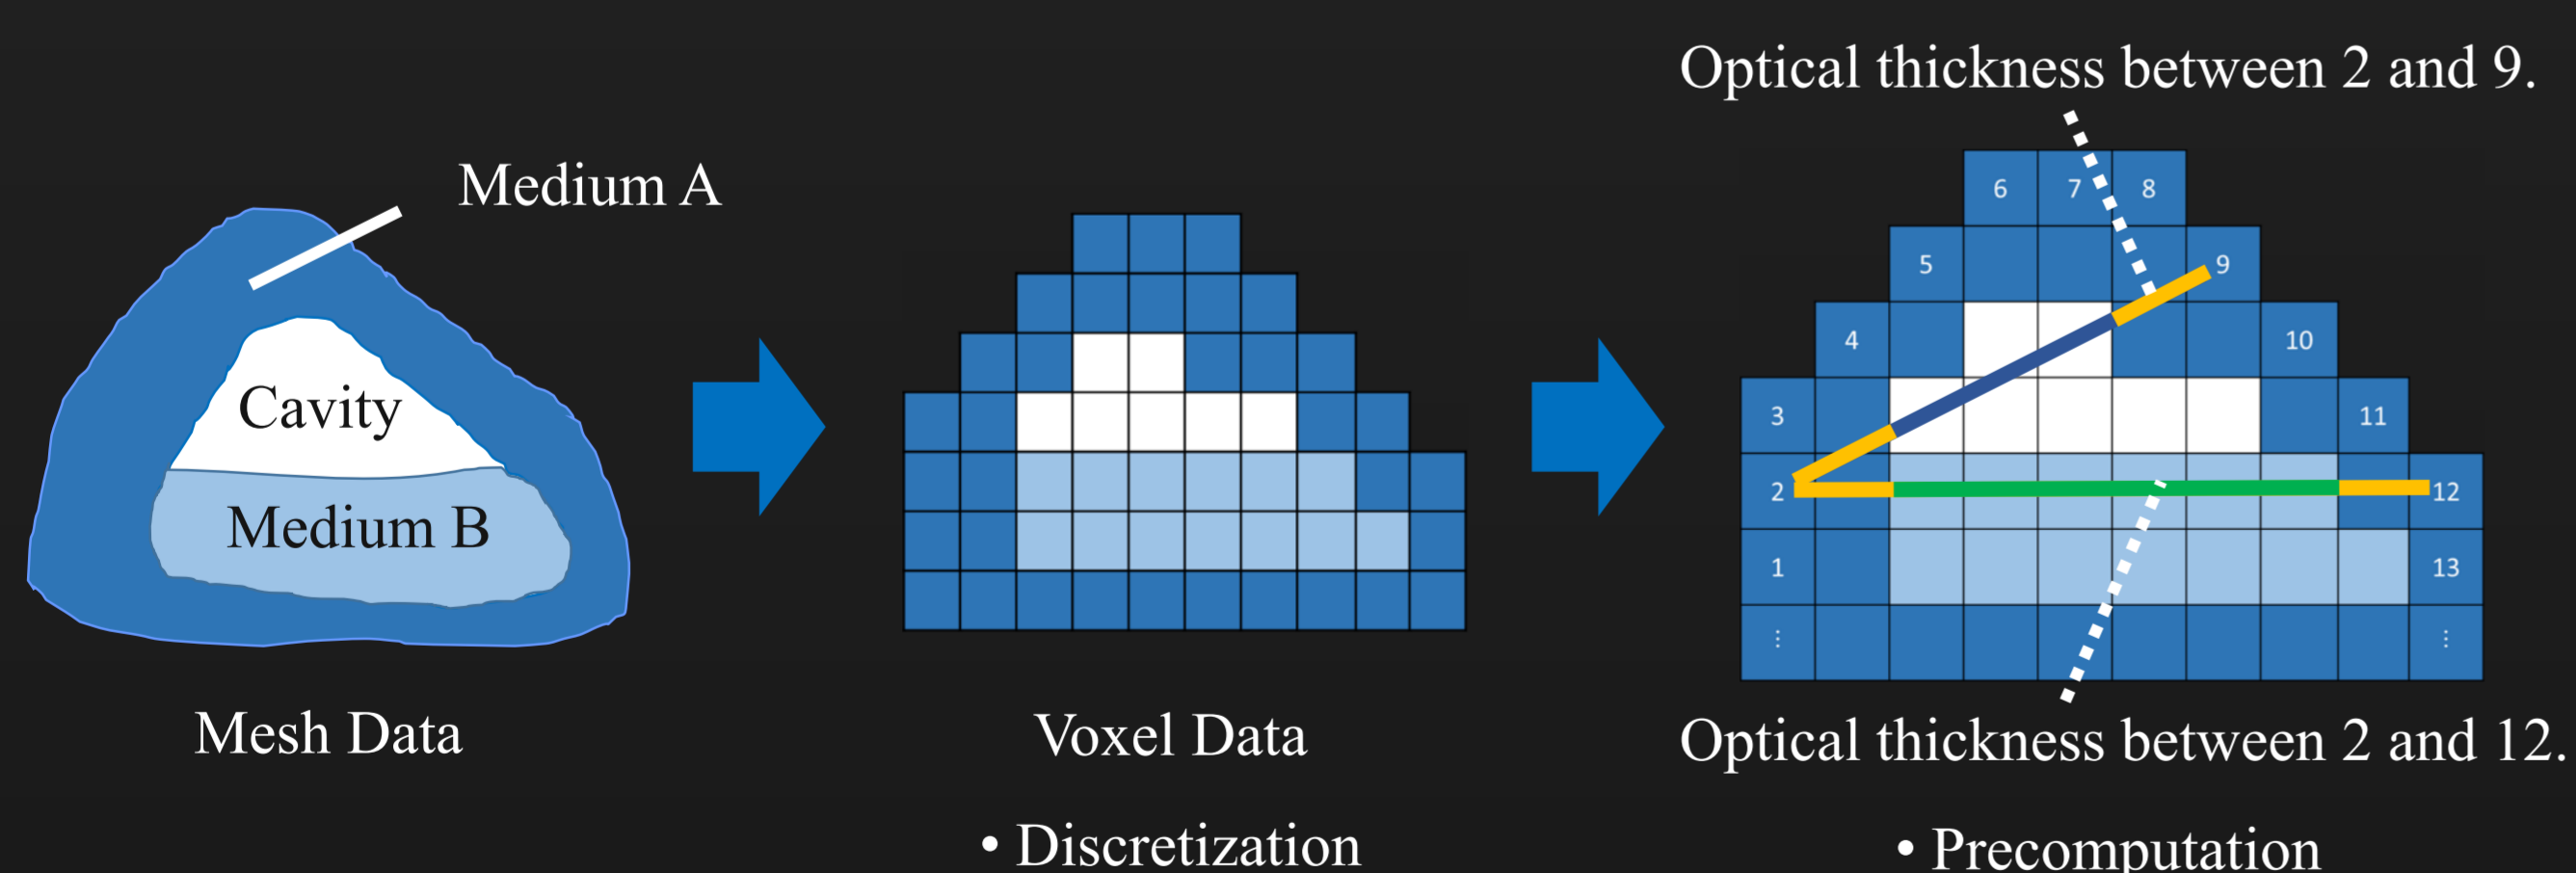 Optical thickness between 2 and 9.
Medium A
Cavity
Medium B
6 7 8
5 9
4 10
3 11
2 12
1 13
⋮ ⋮
Mesh Data
Voxel Data
Optical thickness between 2 and 12.
• Discretization
• Precomputation